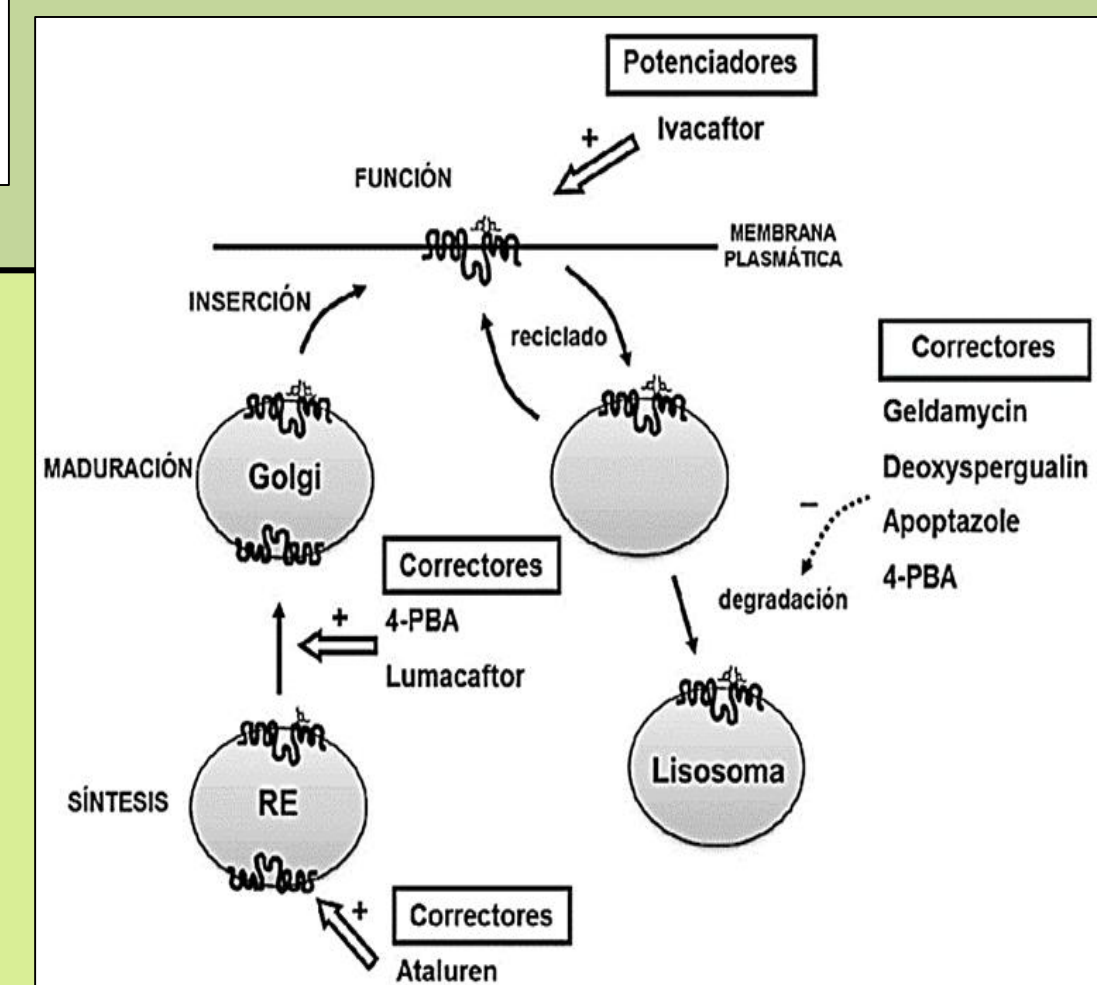 Potenciadores
+
Ivacaftor
FUNCIÓN
MEMBRANA
PLASMÁTICA
INSERCIÓN
reciclado
Correctores
Geldamycin
Deoxyspergualin
Apoptazole
4-PBA
–
degradación
MADURACIÓN
Golgi
Correctores
+
4-PBA
Lumacaftor
SÍNTESIS
RE
Lisosoma
+
Correctores
Ataluren